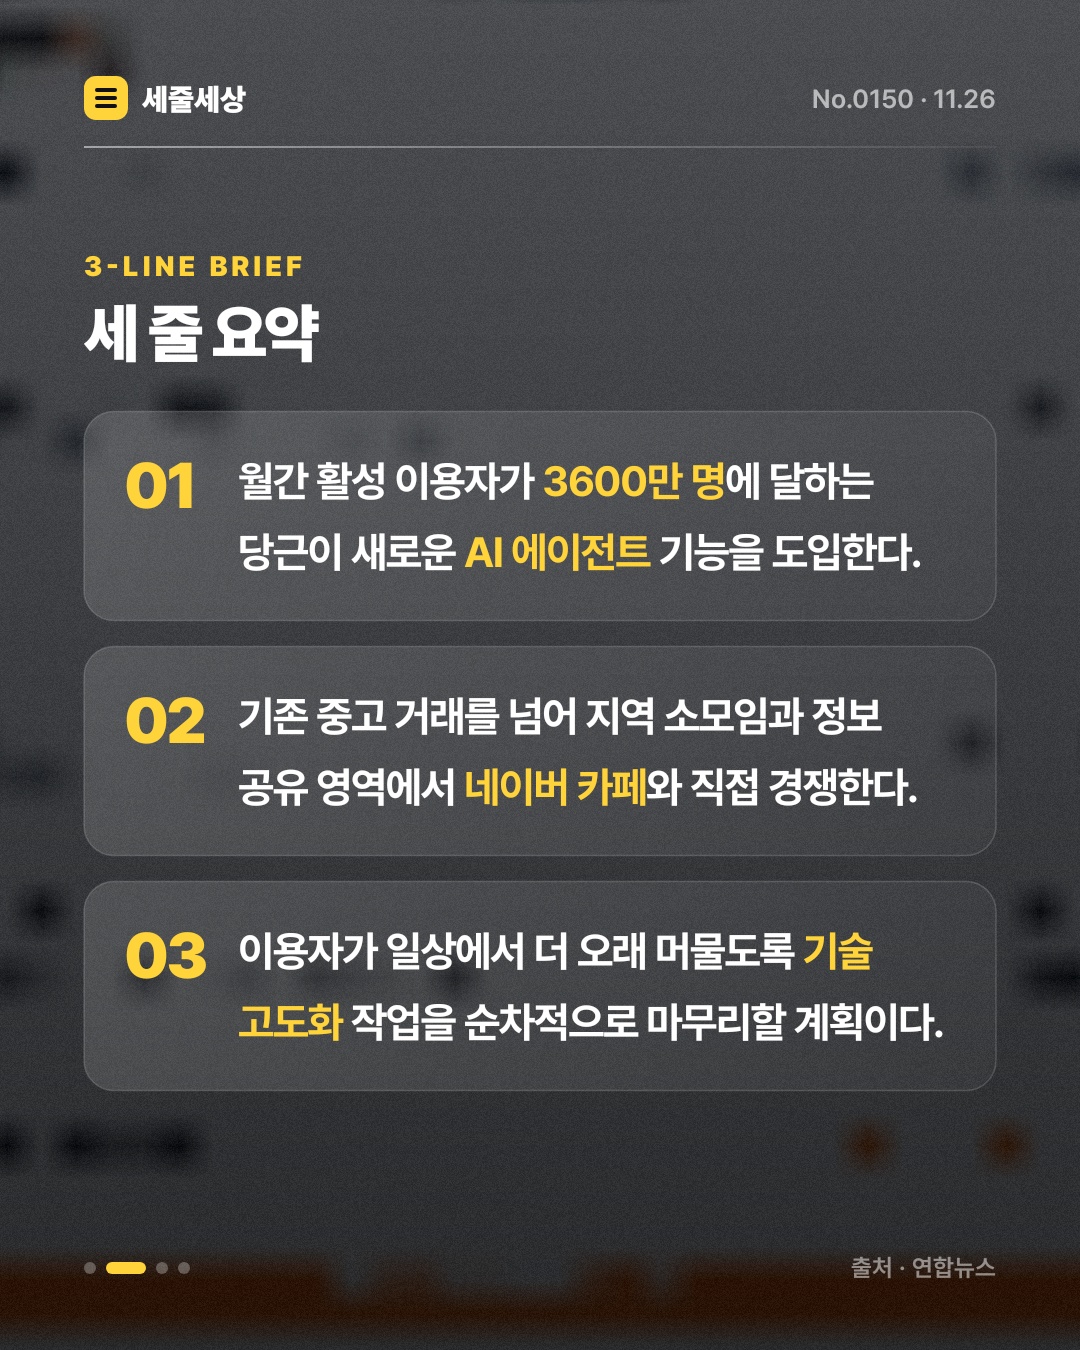 세줄세상
No.0150 · 11.26
3-LINE BRIEF
세 줄 요약
01
월간 활성 이용자가 3600만 명에 달하는
당근이 새로운 AI 에이전트 기능을 도입한다.
02
기존 중고 거래를 넘어 지역 소모임과 정보
공유 영역에서 네이버 카페와 직접 경쟁한다.
03
이용자가 일상에서 더 오래 머물도록 기술
고도화 작업을 순차적으로 마무리할 계획이다.
출처 · 연합뉴스